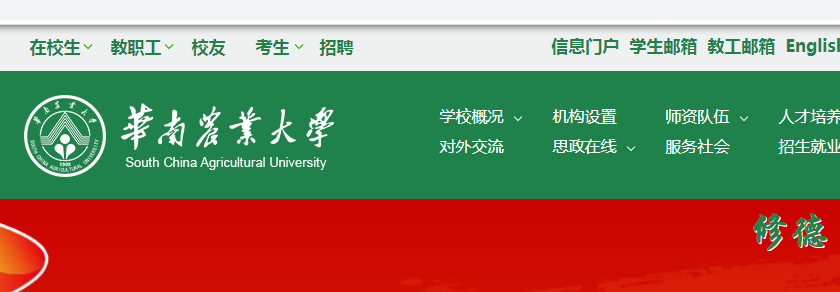 在校生 教职工 校友 考生 招聘 信息门户 学生邮箱 教工邮箱 English
華南農業大學
South China Agricultural University
学校概况 机构设置 师资队伍 人才培养
对外交流 思政在线 服务社会 招生就业
修德